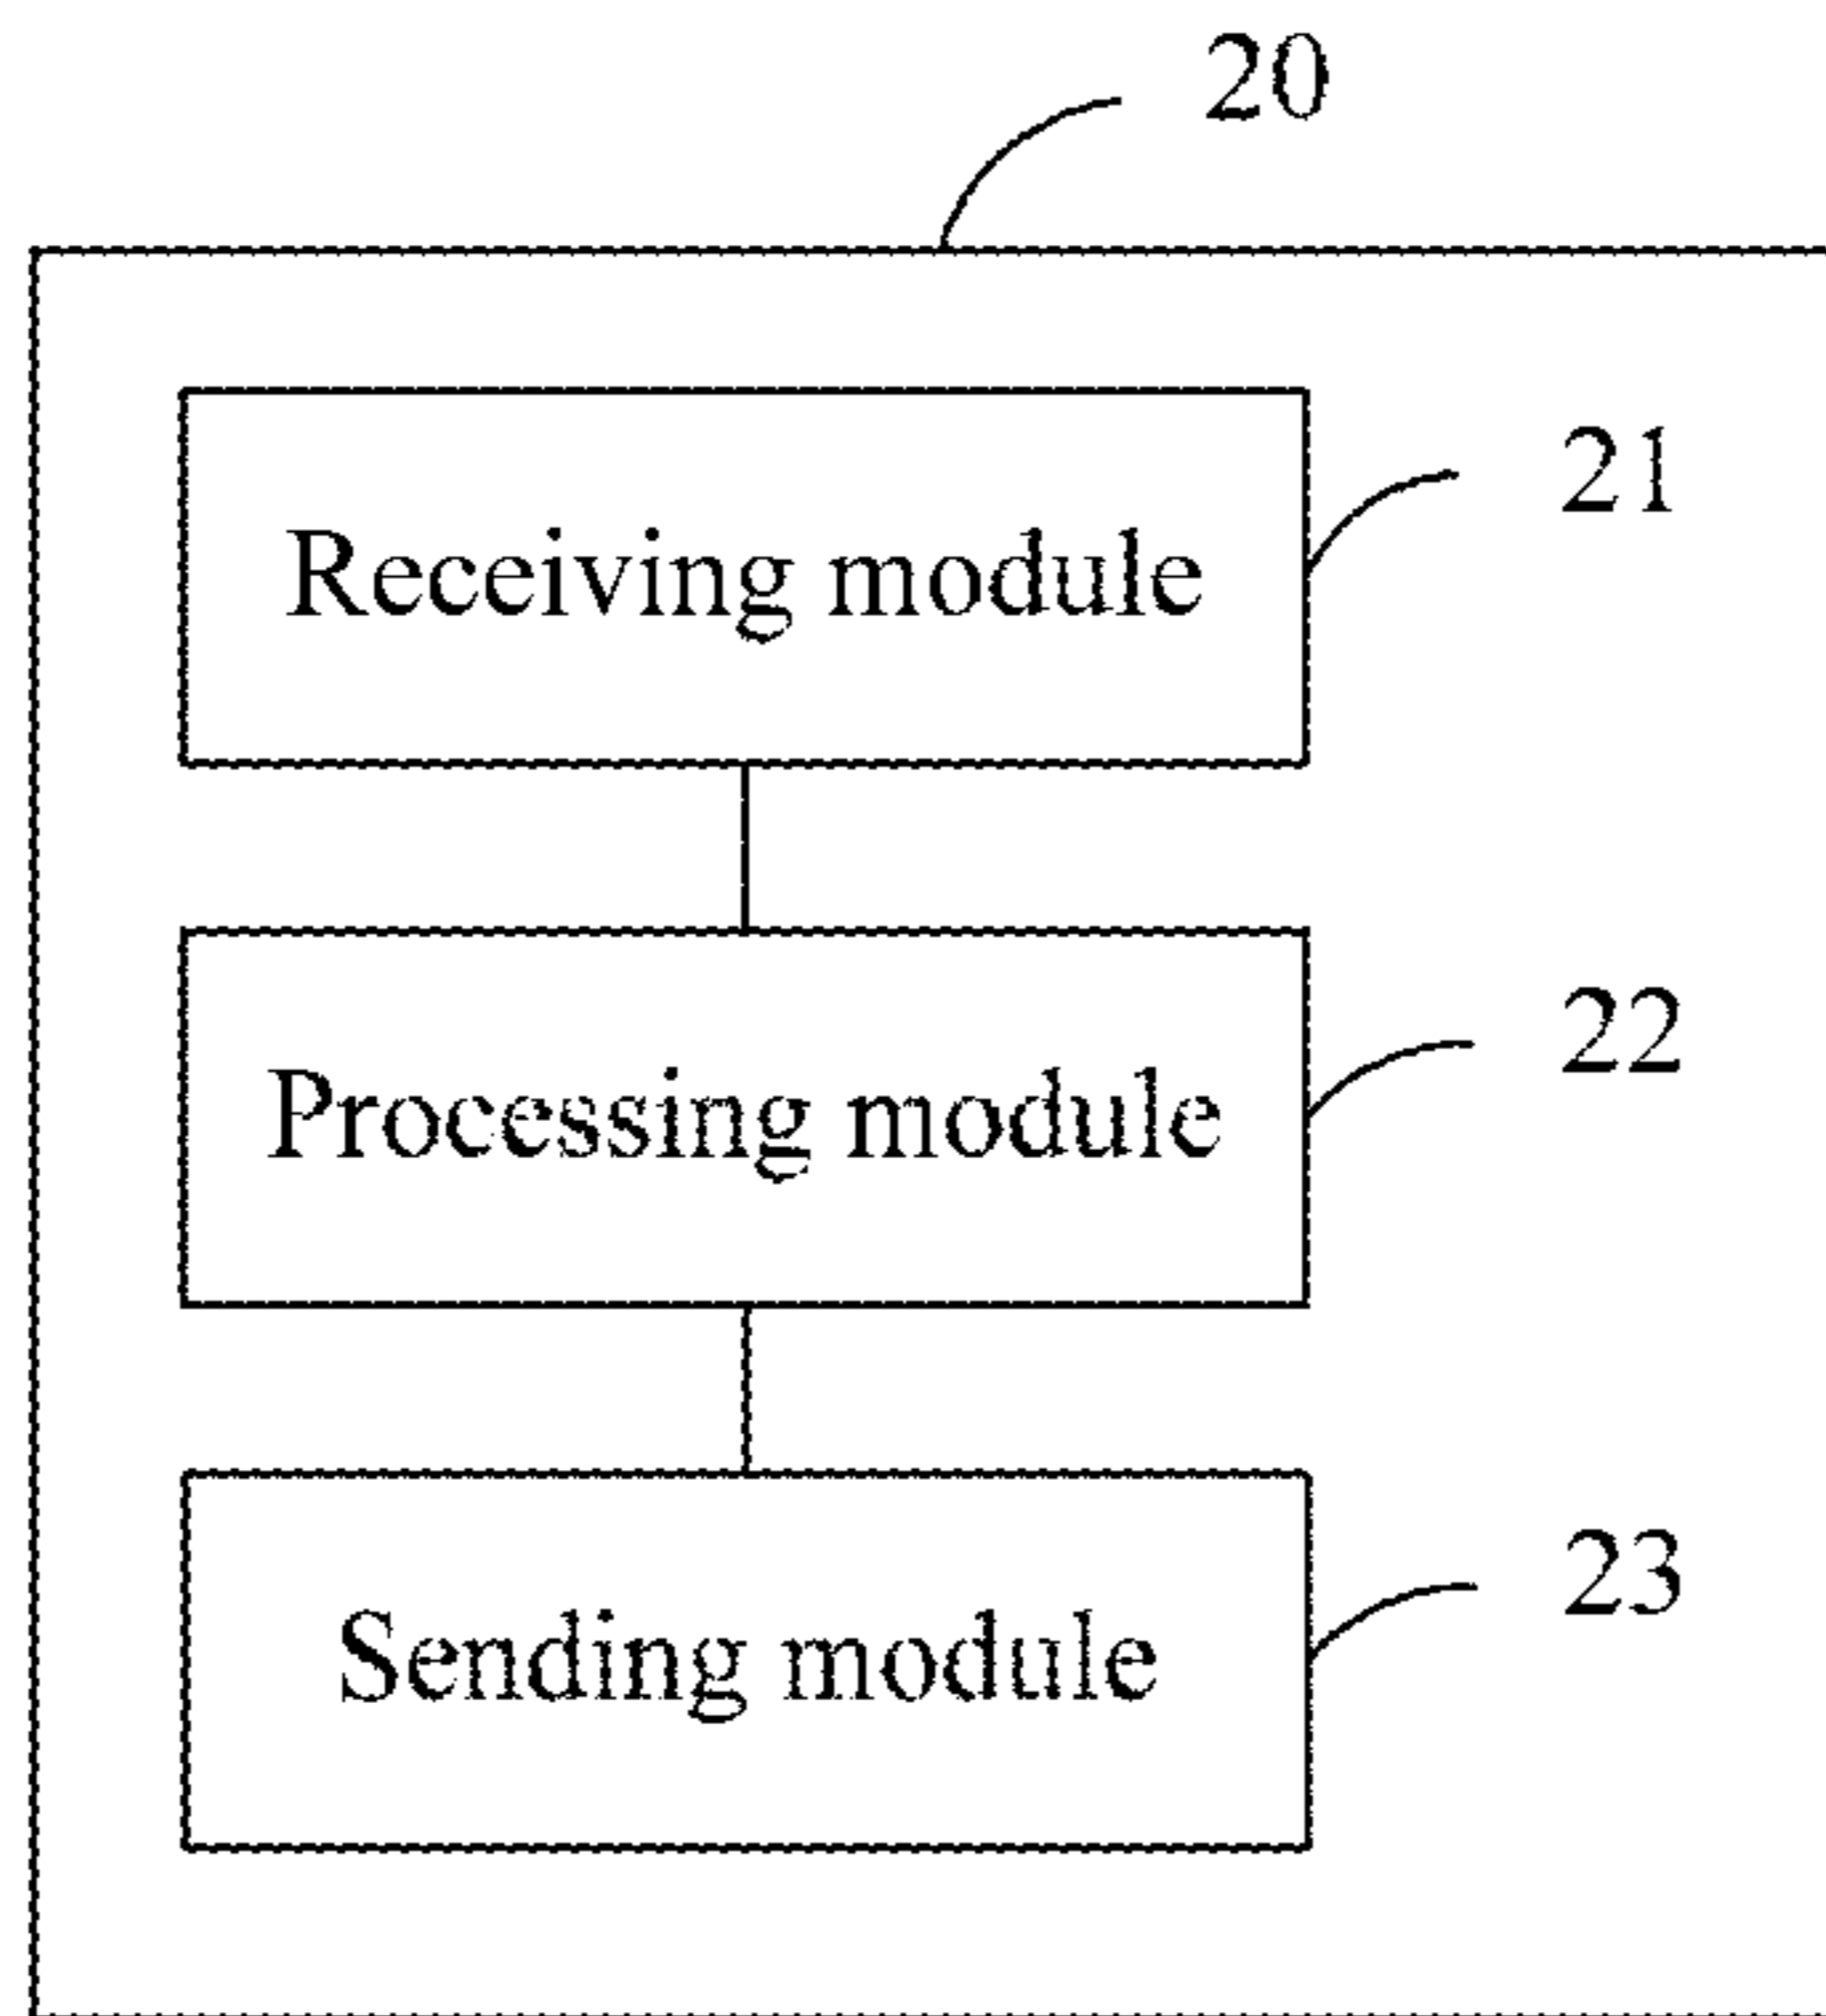 20
21
Receiving module
22
Processing module
23
Sending module